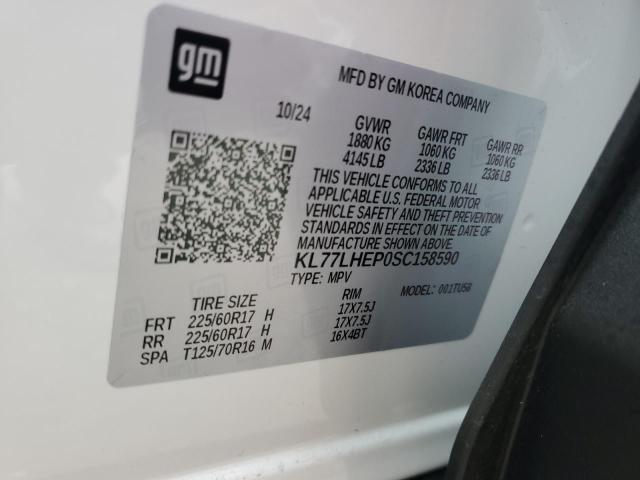 gm
MFD BY GM KOREA COMPANY
10/24
GVWR GAWR FRT GAWR RR
1880 KG 1060 KG 1060 KG
4145 LB 2336 LB 2336 LB
THIS VEHICLE CONFORMS TO ALL
APPLICABLE U.S. FEDERAL MOTOR
VEHICLE SAFETY AND THEFT PREVENTION
STANDARDS IN EFFECT ON THE DATE OF
MANUFACTURE SHOWN ABOVE.
KL77LHEP0SC158590
TYPE: MPV MODEL: 001TU58
TIRE SIZE RIM
FRT 225/60R17 H 17X7.5J
RR 225/60R17 H 17X7.5J
SPA T125/70R16 M 16X4BT